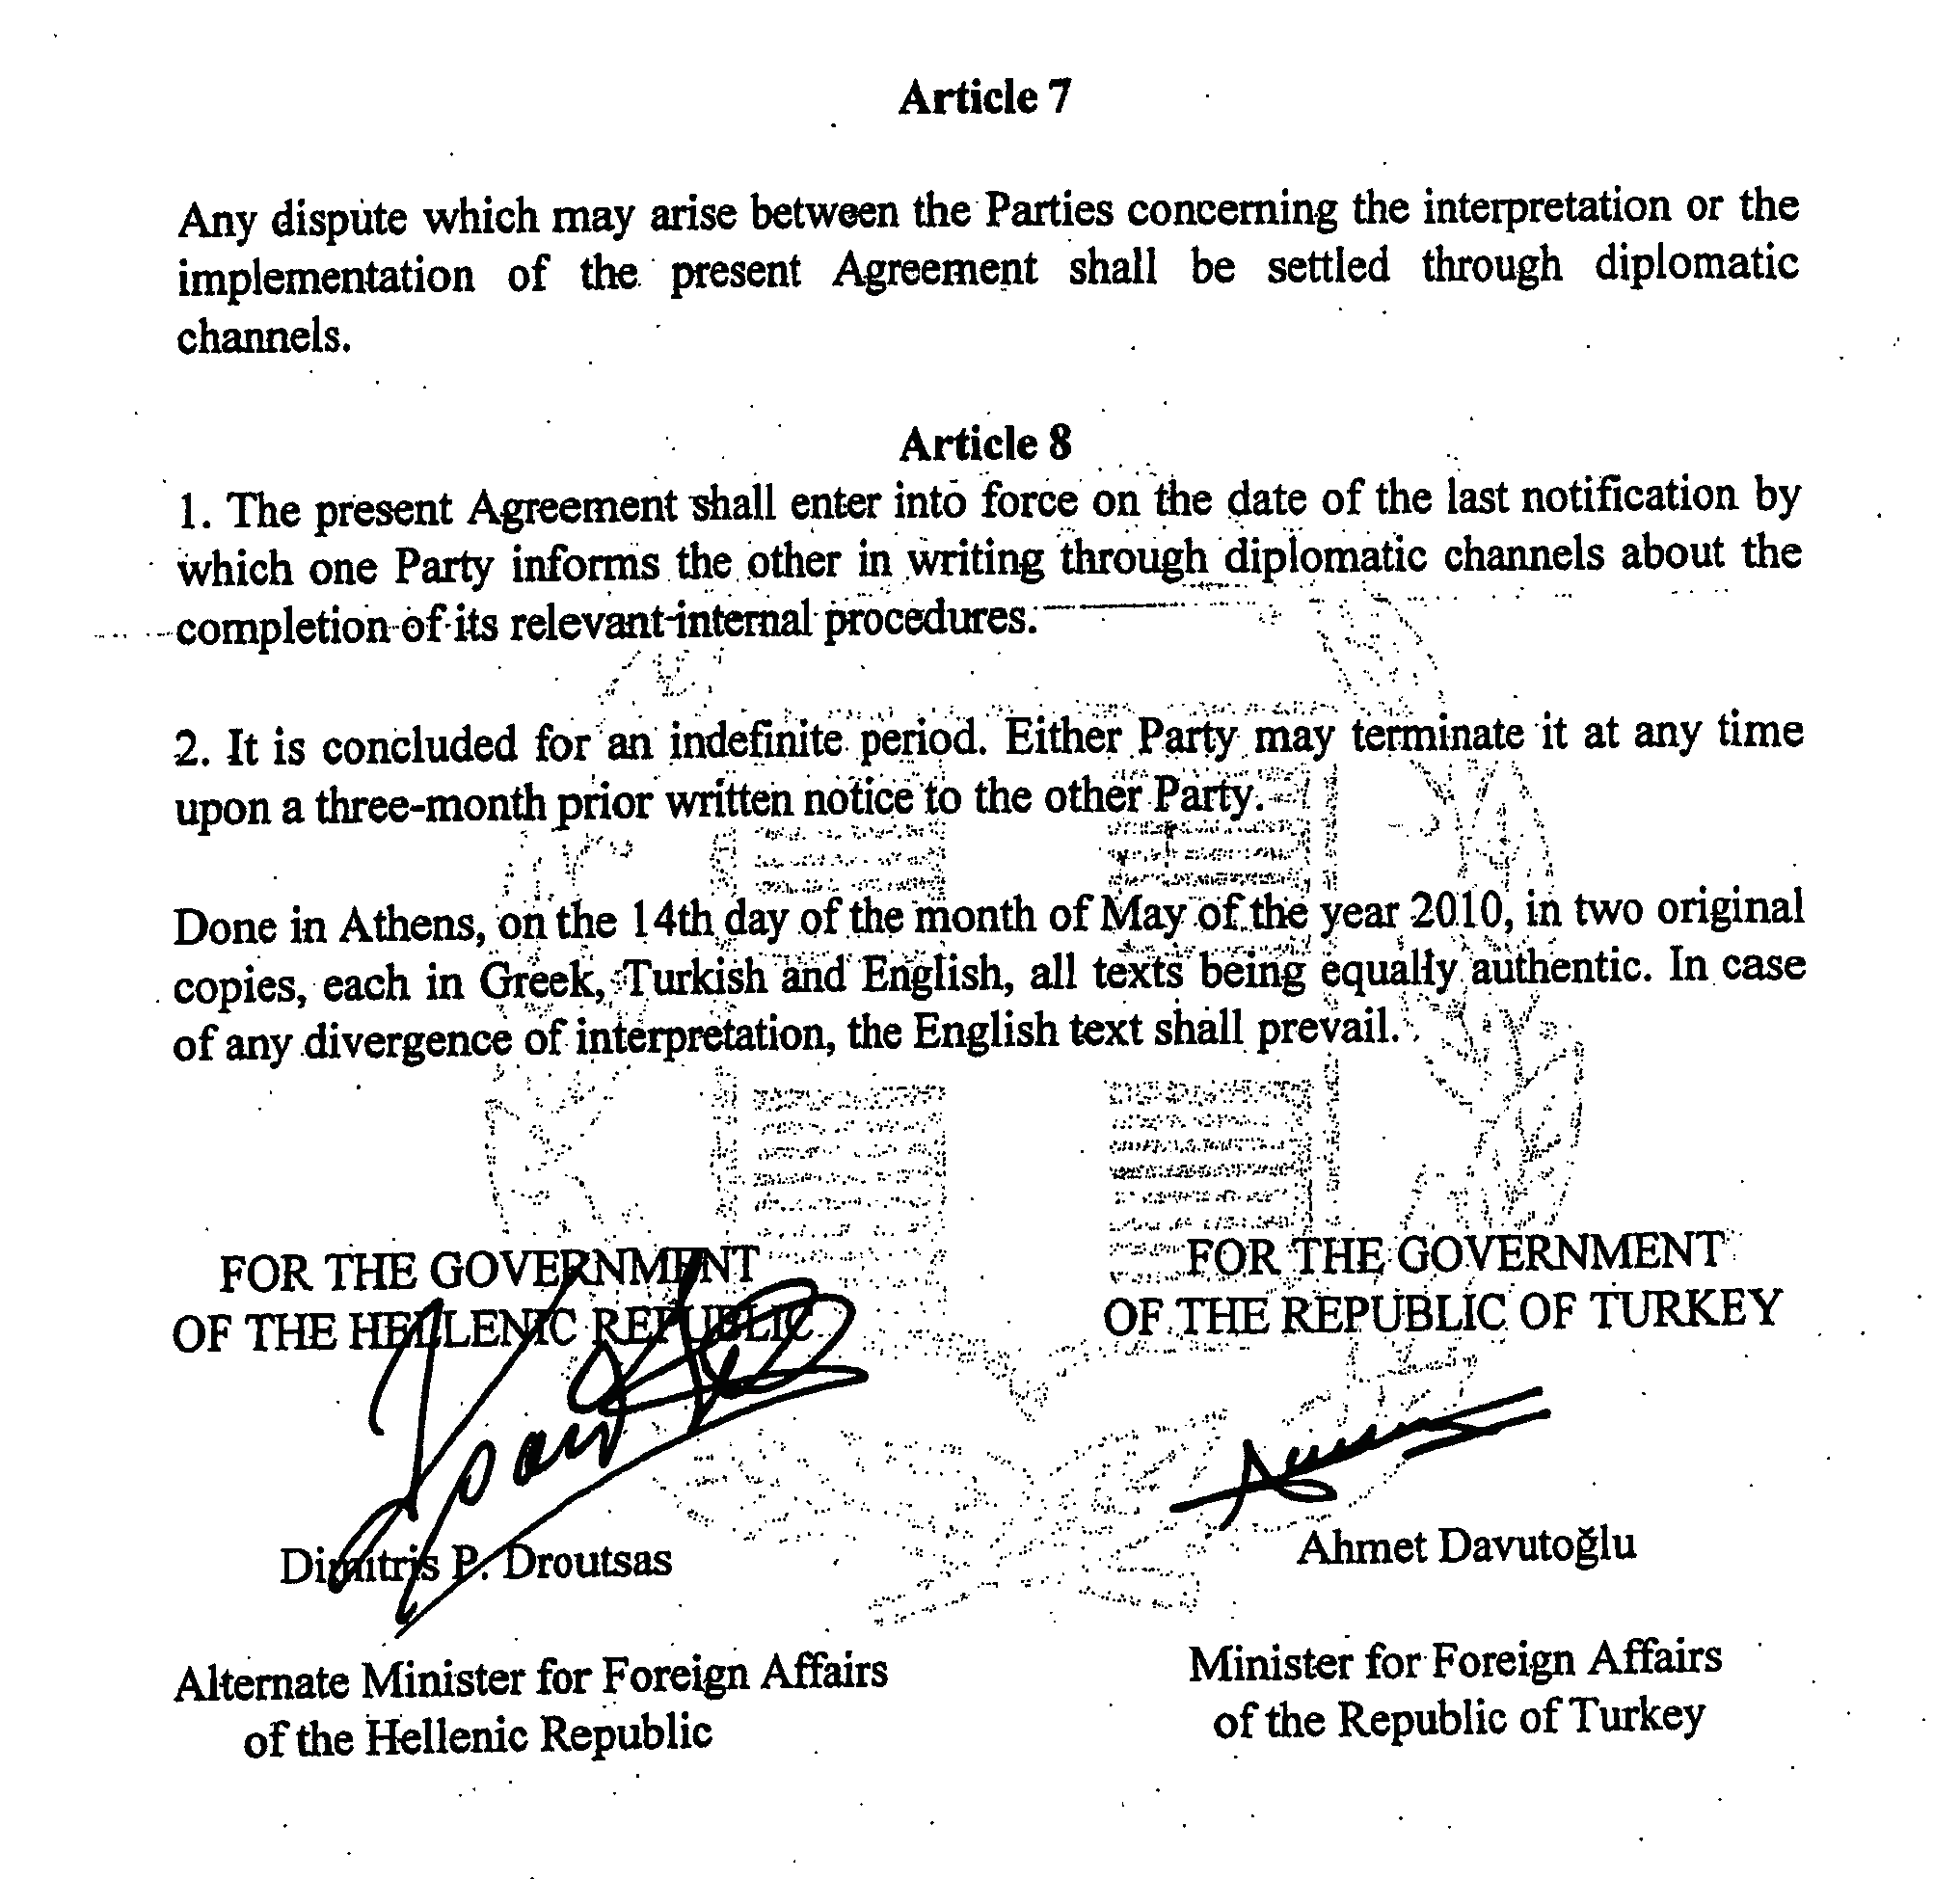 Article 7
Any dispute which may arise between the Parties concerning the interpretation or the
implementation of the present Agreement shall be settled through diplomatic
channels.
Article 8
1. The present Agreement shall enter into force on the date of the last notification by
which one Party informs the other in writing through diplomatic channels about the
completion of its relevant internal procedures.
2. It is concluded for an indefinite period. Either Party may terminate it at any time
upon a three-month prior written notice to the other Party.
Done in Athens, on the 14th day of the month of May of the year 2010, in two original
copies, each in Greek, Turkish and English, all texts being equally authentic. In case
of any divergence of interpretation, the English text shall prevail.
FOR THE GOVERNMENT
OF THE HELLENIC REPUBLIC
Dimitris P. Droutsas
Alternate Minister for Foreign Affairs
of the Hellenic Republic
FOR THE GOVERNMENT
OF THE REPUBLIC OF TURKEY
Ahmet Davutoğlu
Minister for Foreign Affairs
of the Republic of Turkey